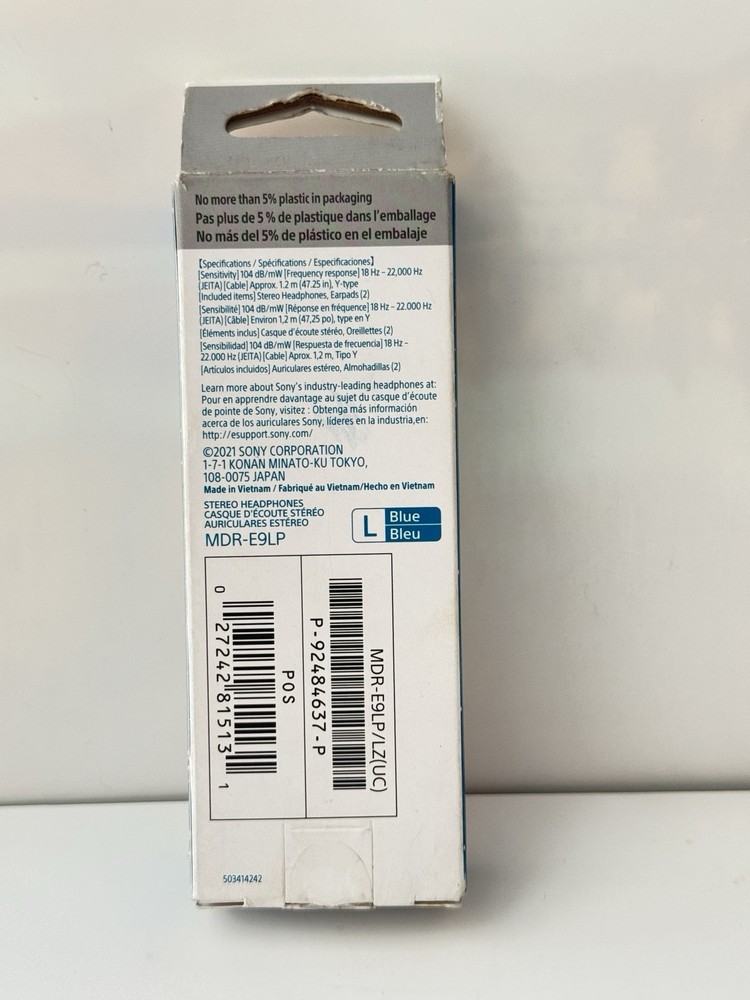 No more than 5% plastic in packaging
Pas plus de 5 % de plastique dans l'emballage
No más del 5% de plástico en el embalaje
【Specifications / Spécifications / Especificaciones】
[Sensitivity] 104 dB/mW [Frequency response] 18 Hz – 22,000 Hz
(JEITA) [Cable] Approx. 1.2 m (47.25 in), Y-type
[Included items] Stereo Headphones, Earpads (2)
[Sensibilité] 104 dB/mW [Réponse en fréquence] 18 Hz – 22.000 Hz
(JEITA) [Câble] Environ 1,2 m (47,25 po), type en Y
[Éléments inclus] Casque d'écoute stéréo, Oreillettes (2)
[Sensibilidad] 104 dB/mW [Respuesta de frecuencia] 18 Hz –
22.000 Hz (JEITA) [Cable] Aprox. 1,2 m, Tipo Y
[Artículos incluidos] Auriculares estéreo, Almohadillas (2)
Learn more about Sony's industry-leading headphones at:
Pour en apprendre davantage au sujet du casque d'écoute
de pointe de Sony, visitez : Obtenga más información
acerca de los auriculares Sony, líderes en la industria,en:
http://esupport.sony.com/
©2021 SONY CORPORATION
1-7-1 KONAN MINATO-KU TOKYO,
108-0075 JAPAN
Made in Vietnam / Fabriqué au Vietnam/Hecho en Vietnam
STEREO HEADPHONES
CASQUE D'ÉCOUTE STÉRÉO
AURICULARES ESTÉREO
MDR-E9LP
L
Blue
Bleu
MDR-E9LP/LZ(UC)
P-92484637-P
POS
0 27242 81513 1
503414242